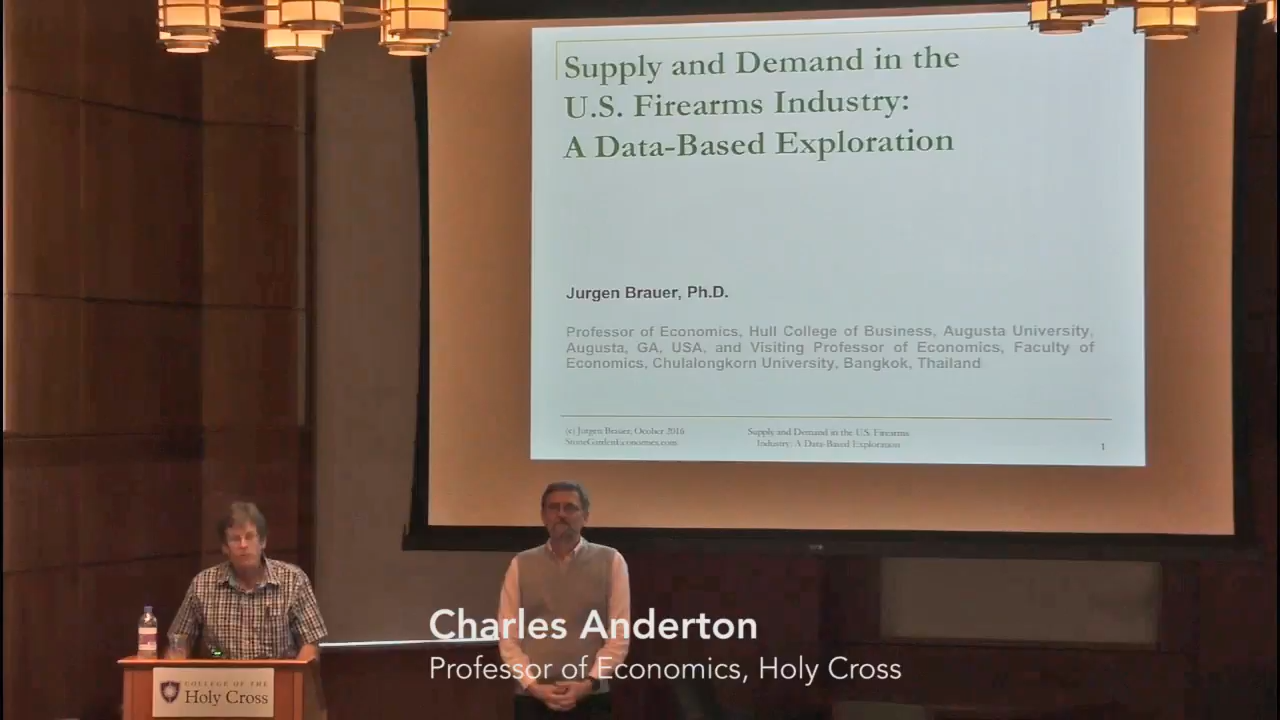 Supply and Demand in the
U.S. Firearms Industry:
A Data-Based Exploration
Jurgen Brauer, Ph.D.
Professor of Economics, Hull College of Business, Augusta University,
Augusta, GA, USA, and Visiting Professor of Economics, Faculty of
Economics, Chulalongkorn University, Bangkok, Thailand
(c) Jurgen Brauer, Ocober 2016
StoneGardenEconomics.com
Supply and Demand in the U.S. Firearms
Industry: A Data-Based Exploration
1
Charles Anderton
Professor of Economics, Holy Cross
COLLEGE OF THE
Holy Cross